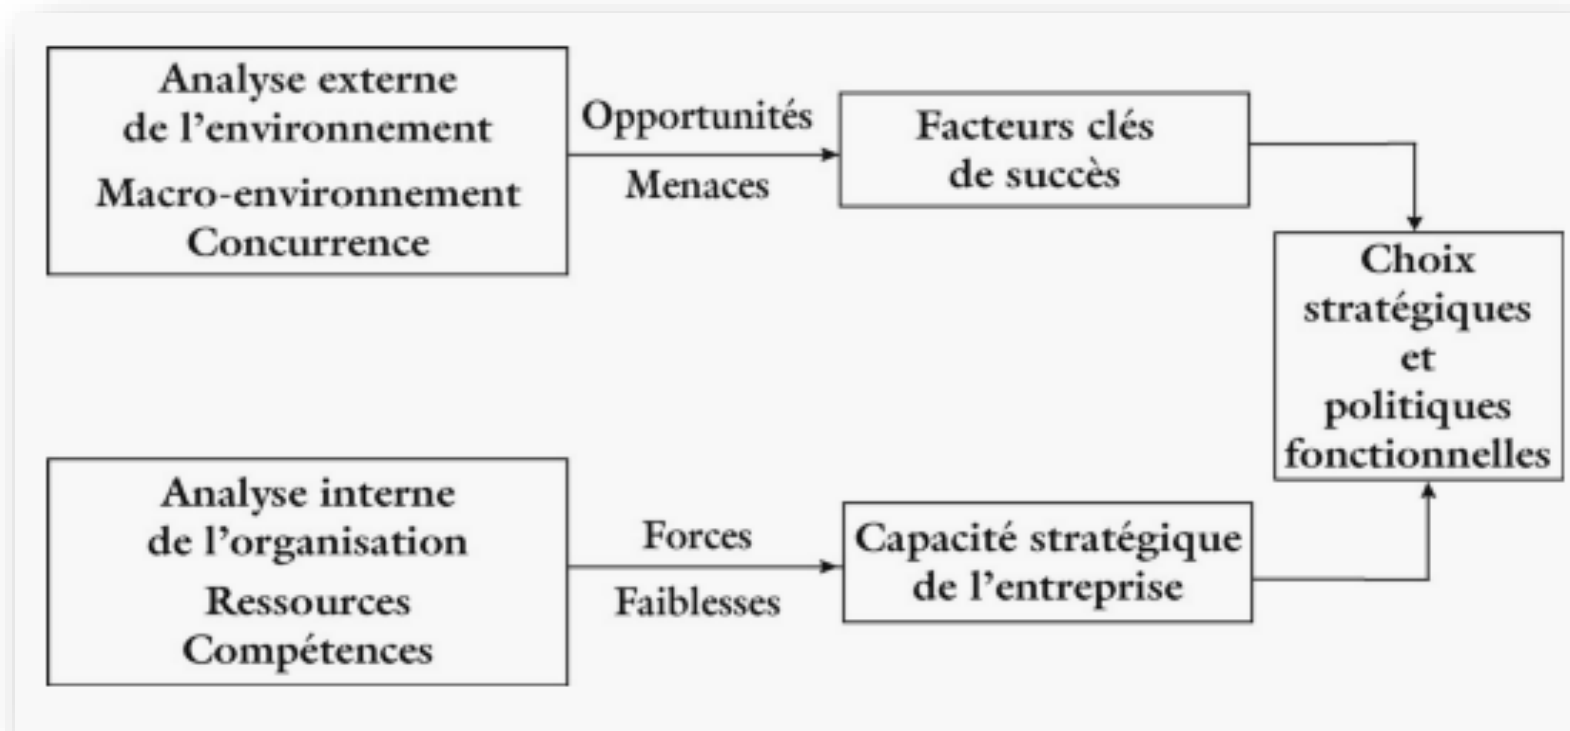 Analyse externe
de l'environnement
Macro-environnement
Concurrence
Opportunités
Menaces
Facteurs clés
de succès
Choix
stratégiques
et
politiques
fonctionnelles
Analyse interne
de l'organisation
Ressources
Compétences
Forces
Faiblesses
Capacité stratégique
de l'entreprise